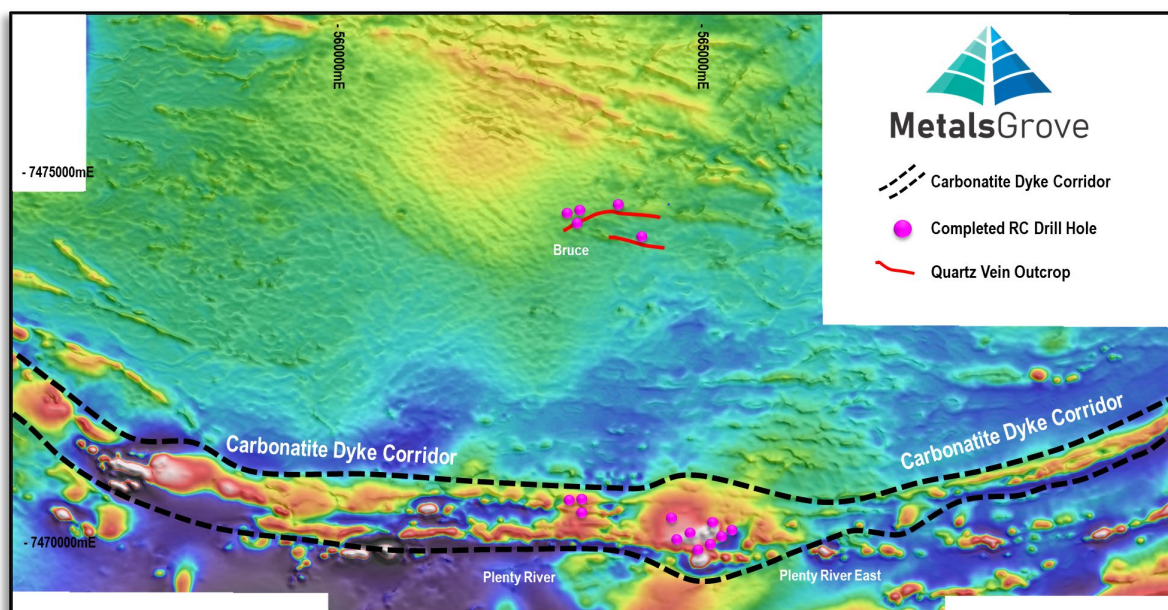 - 560000mE
- 565000mE
MetalsGrove
- 7475000mE
Carbonatite Dyke Corridor
Completed RC Drill Hole
Quartz Vein Outcrop
Bruce
Carbonatite Dyke Corridor
Carbonatite Dyke Corridor
- 7470000mE
Plenty River
Plenty River East